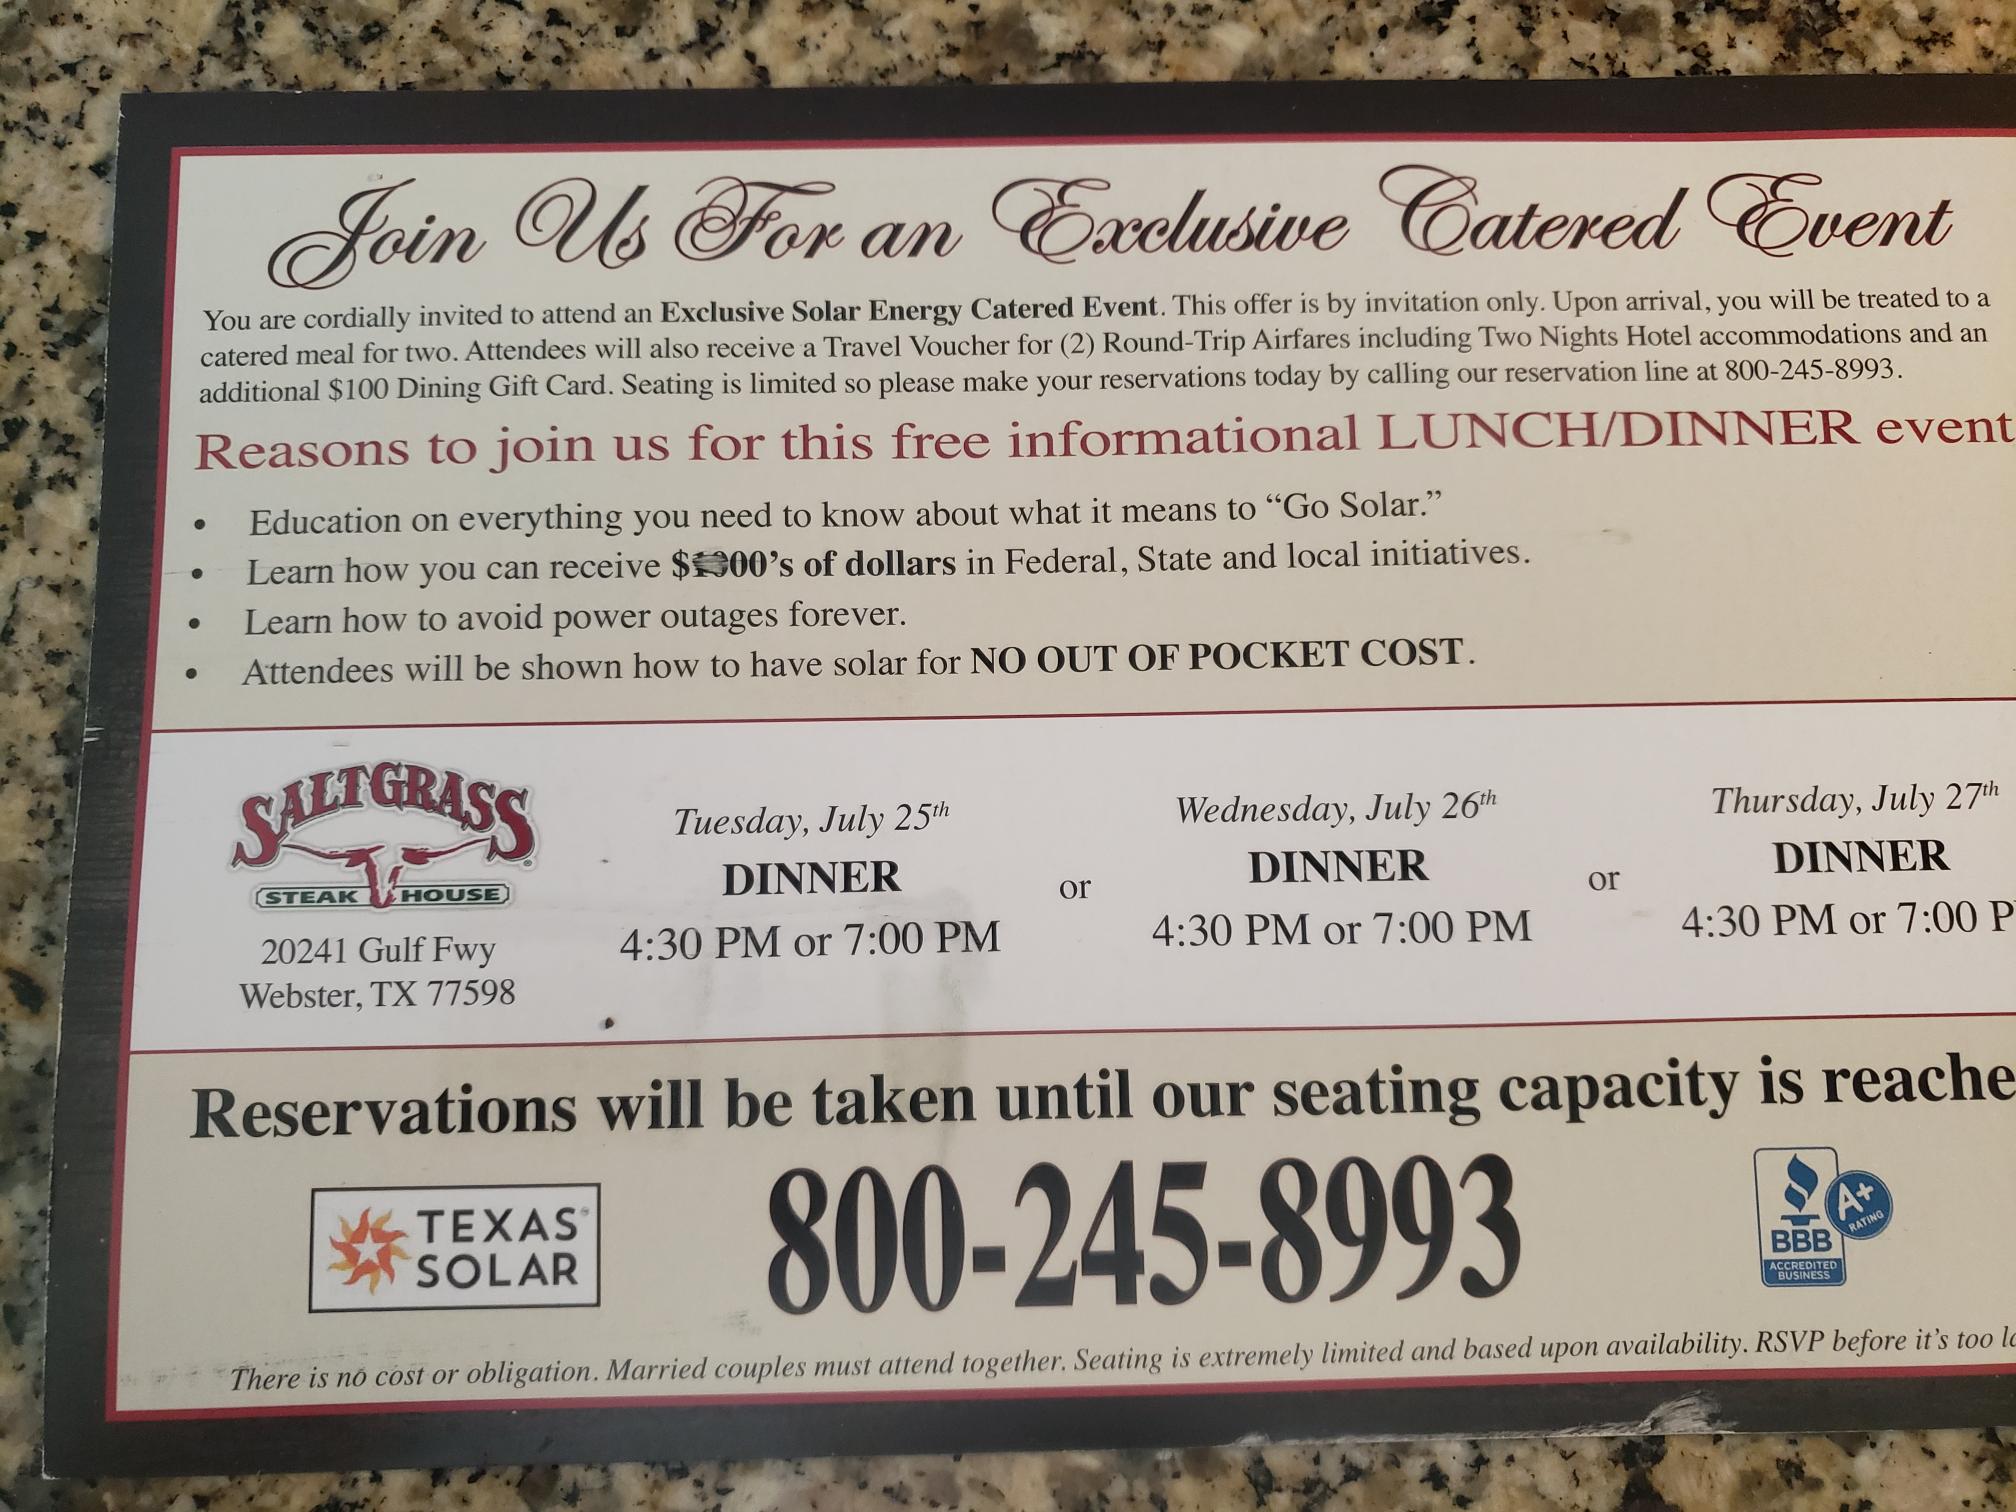 Join Us For an Exclusive Catered Event
You are cordially invited to attend an Exclusive Solar Energy Catered Event. This offer is by invitation only. Upon arrival, you will be treated to a
catered meal for two. Attendees will also receive a Travel Voucher for (2) Round-Trip Airfares including Two Nights Hotel accommodations and an
additional $100 Dining Gift Card. Seating is limited so please make your reservations today by calling our reservation line at 800-245-8993.
Reasons to join us for this free informational LUNCH/DINNER event
• Education on everything you need to know about what it means to “Go Solar.”
• Learn how you can receive of dollars in Federal, State and local initiatives.
• Learn how to avoid power outages forever.
• Attendees will be shown how to have solar for NO OUT OF POCKET COST.
SALTGRASS®
STEAK HOUSE
20241 Gulf Fwy
Webster, TX 77598
Tuesday, July 25th
DINNER
4:30 PM or 7:00 PM
or
Wednesday, July 26th
DINNER
4:30 PM or 7:00 PM
or
Thursday, July 27th
DINNER
4:30 PM or 7:00 P
Reservations will be taken until our seating capacity is reache
TEXAS®
SOLAR
800-245-8993
BBB
ACCREDITED
BUSINESS
A+
RATING
There is no cost or obligation. Married couples must attend together. Seating is extremely limited and based upon availability. RSVP before it's too